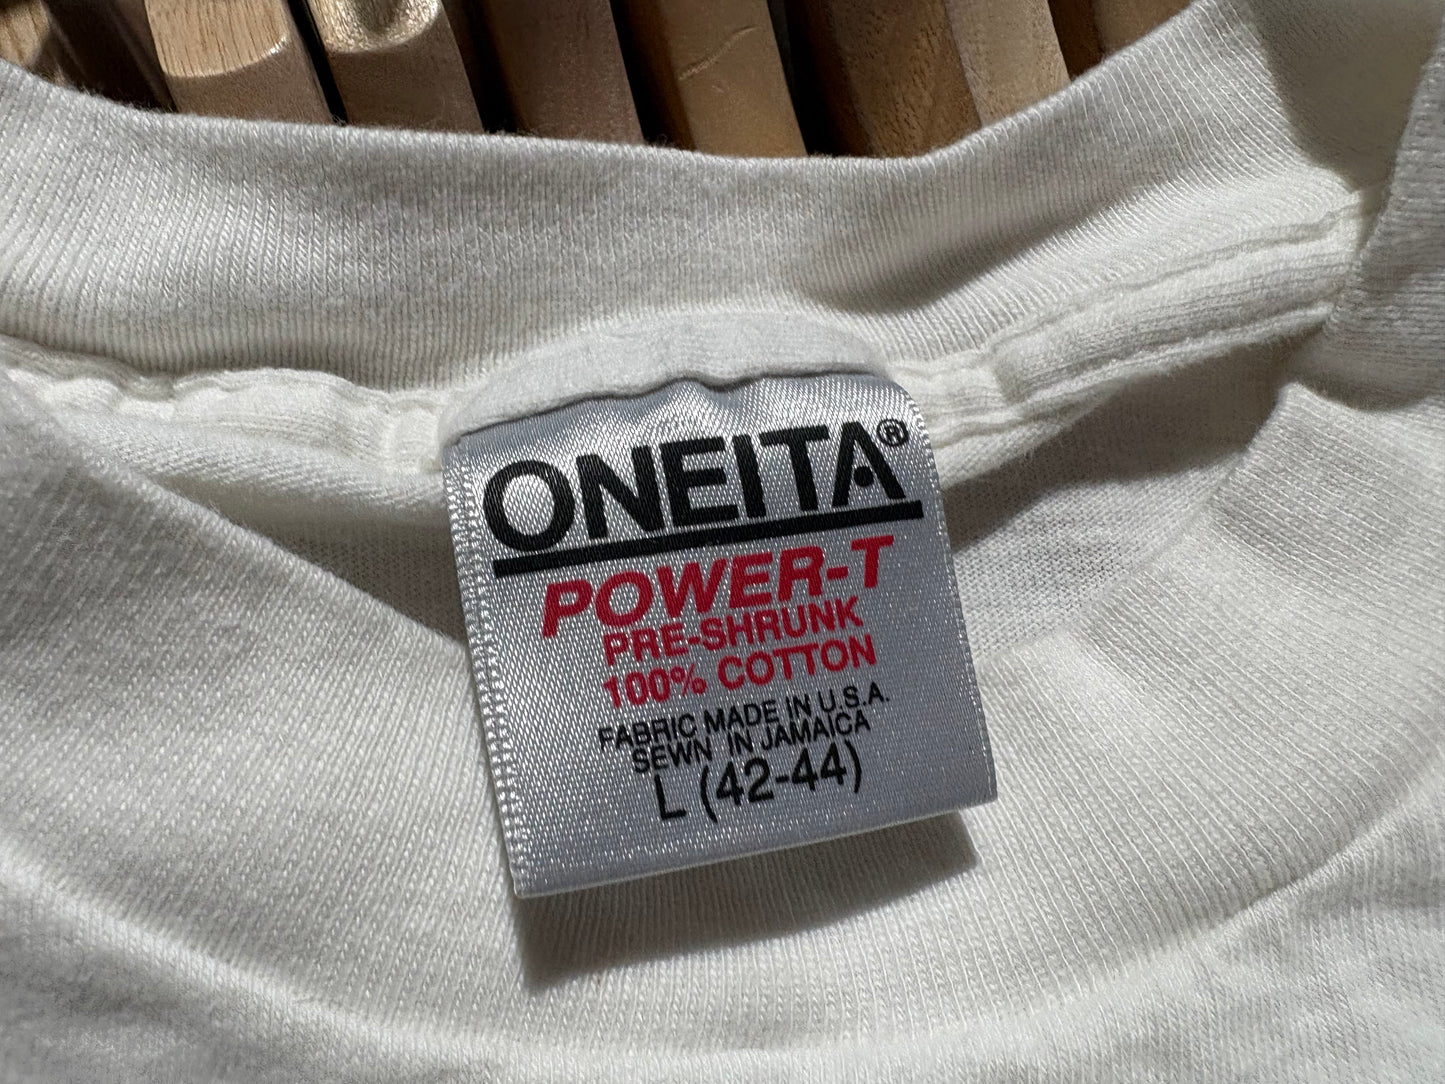 ONEITA®
POWER-T
PRE-SHRUNK
100% COTTON
FABRIC MADE IN U.S.A.
SEWN IN JAMAICA
L (42-44)